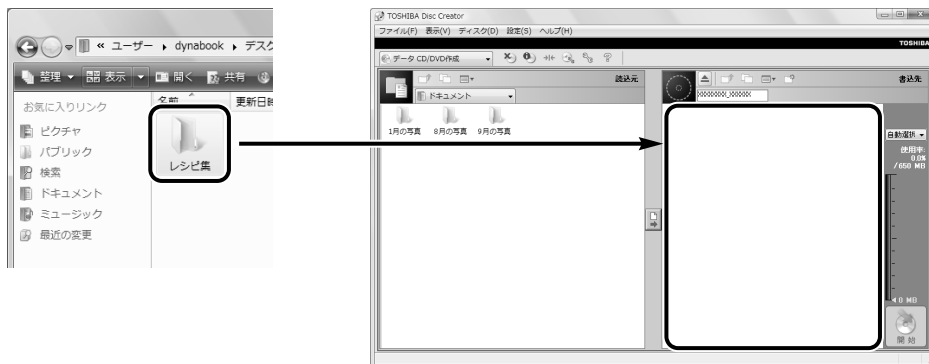 « ユーザー ▸ dynabook ▸ デスク
整理 表示 開く 共有
お気に入りリンク
ピクチャ
パブリック
検索
ドキュメント
ミュージック
最近の変更
名前 更新日時
レシピ集
TOSHIBA Disc Creator
ファイル(F) 表示(V) ディスク(D) 設定(S) ヘルプ(H)
TOSHIBA
データ CD/DVD作成
読込元
ドキュメント
1月の写真 8月の写真 9月の写真
書込先
XXXXXXXX_XXXXXX
自動選択
使用率:
0.0%
/650 MB
0 MB
開始